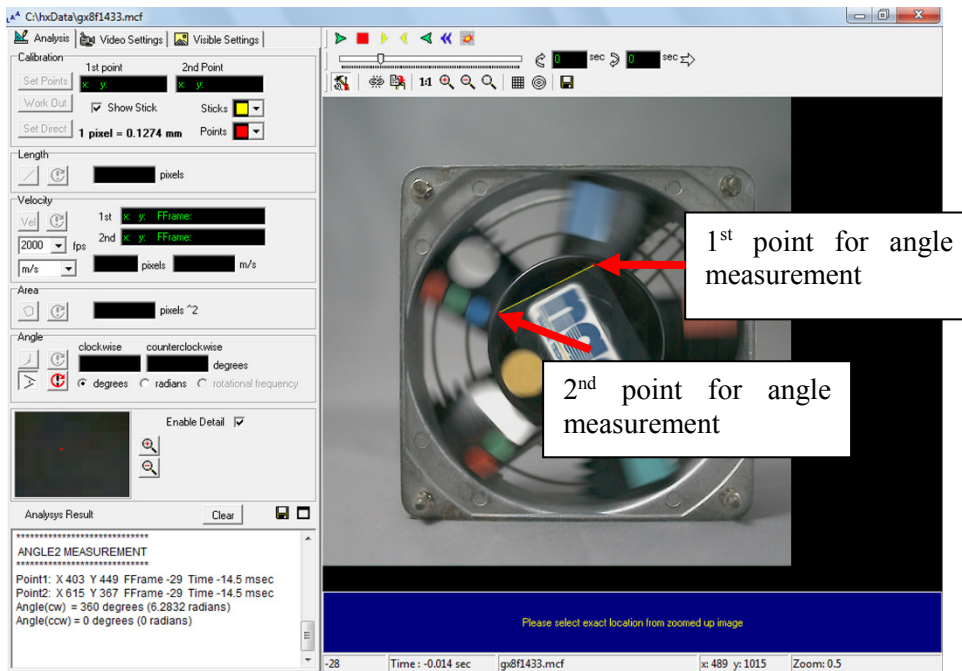 C:\hxData\gx8f1433.mcf
Analysis Video Settings Visible Settings
Calibration
1st point 2nd Point
Set Points x: y: x: y:
Work Out Show Stick Sticks
Set Direct 1 pixel = 0.1274 mm Points
Length
pixels
Velocity
Vel 1st x: y: FFrame:
2000 fps 2nd x: y: FFrame:
m/s pixels m/s
Area
pixels ^2
Angle
clockwise counterclockwise
degrees
degrees radians rotational frequency
Enable Detail
Analysys Result Clear
*****************************
ANGLE2 MEASUREMENT
*****************************
Point1: X 403 Y 449 FFrame -29 Time -14.5 msec
Point2: X 615 Y 367 FFrame -29 Time -14.5 msec
Angle(cw) = 360 degrees (6.2832 radians)
Angle(ccw) = 0 degrees (0 radians)
0 sec 0 sec
1:1
1st point for angle
measurement
2nd point for angle
measurement
Please select exact location from zoomed up image
-28 Time : -0.014 sec gx8f1433.mcf x: 489 y: 1015 Zoom: 0.5